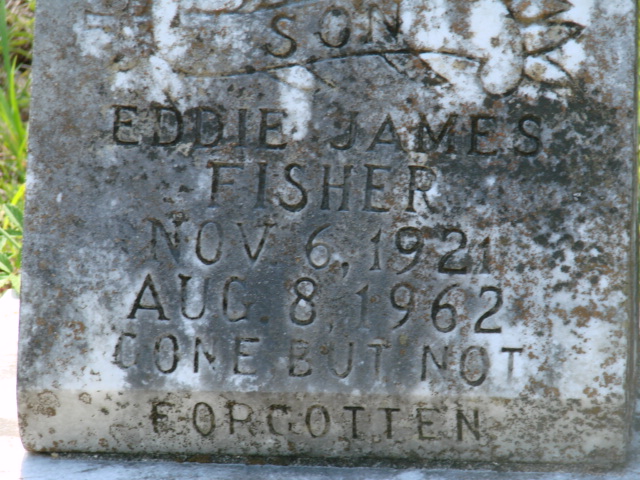 SON
EDDIE JAMES
FISHER
NOV 6, 1921
AUG. 8, 1962
GONE BUT NOT
FORGOTTEN